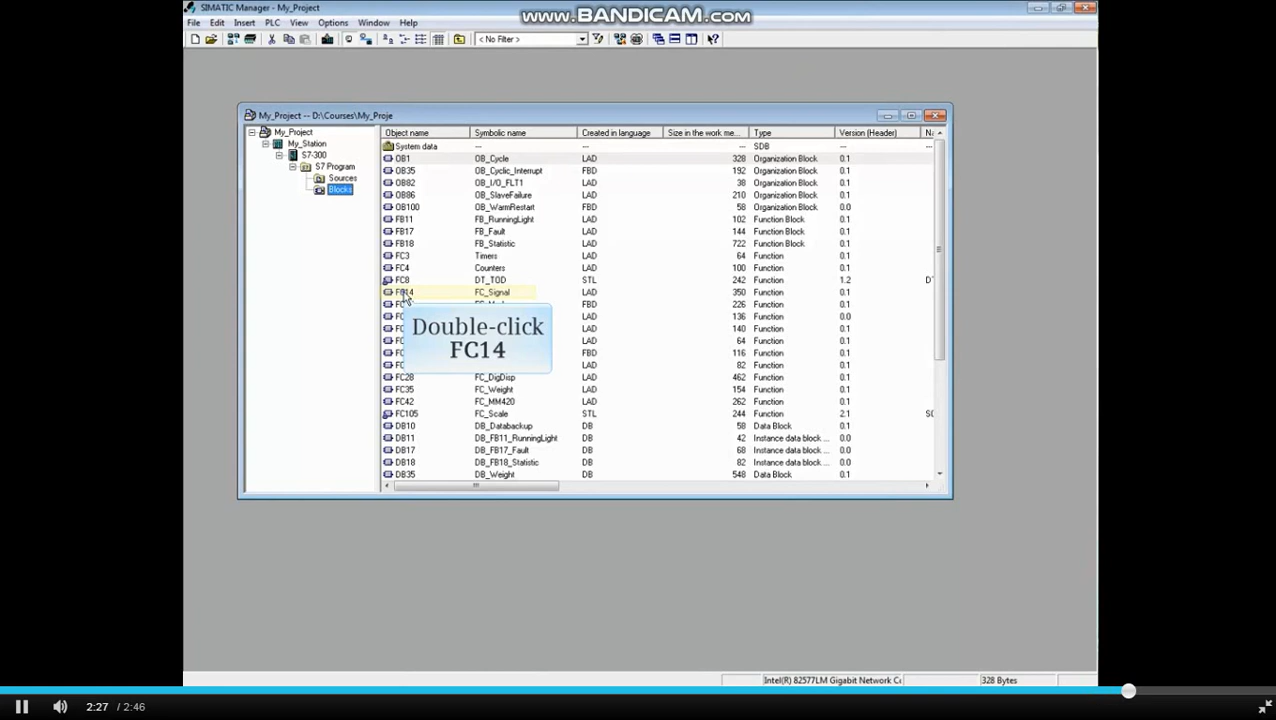 SIMATIC Manager - My_Project
www.BANDICAM.com
File Edit Insert PLC View Options Window Help
< No Filter >
My_Project -- D:\Courses\My_Proje
My_Project
My_Station
S7-300
S7 Program
Sources
Blocks
Object name Symbolic name Created in language Size in the work me... Type Version (Header)
System data --- --- --- SDB ---
OB1 OB_Cycle LAD 328 Organization Block 0.1
OB35 OB_Cyclic_Interrupt FBD 192 Organization Block 0.1
OB82 OB_I/O_FLT1 LAD 38 Organization Block 0.1
OB86 OB_SlaveFailure LAD 210 Organization Block 0.1
OB100 OB_WarmRestart FBD 58 Organization Block 0.0
FB11 FB_RunningLight LAD 102 Function Block 0.1
FB17 FB_Fault LAD 144 Function Block 0.1
FB18 FB_Statistic LAD 722 Function Block 0.1
FC3 Timers LAD 64 Function 0.1
FC4 Counters LAD 100 Function 0.1
FC8 DT_TOD STL 242 Function 1.2
FC14 FC_Signal LAD 350 Function 0.1
FBD 226 Function 0.1
LAD 136 Function 0.0
LAD 140 Function 0.1
LAD 64 Function 0.1
FBD 116 Function 0.1
LAD 82 Function 0.1
Double-click
FC14
FC28 FC_DigDisp LAD 462 Function 0.1
FC35 FC_Weight LAD 154 Function 0.1
FC42 FC_MM420 LAD 262 Function 0.1
FC105 FC_Scale STL 244 Function 2.1
DB10 DB_Databackup DB 58 Data Block 0.1
DB11 DB_FB11_RunningLight DB 42 Instance data block ... 0.0
DB17 DB_FB17_Fault DB 68 Instance data block ... 0.0
DB18 DB_FB18_Statistic DB 82 Instance data block ... 0.0
DB35 DB_Weight DB 548 Data Block 0.1
Intel(R) 82577LM Gigabit Network Cc 328 Bytes
2:27 / 2:46